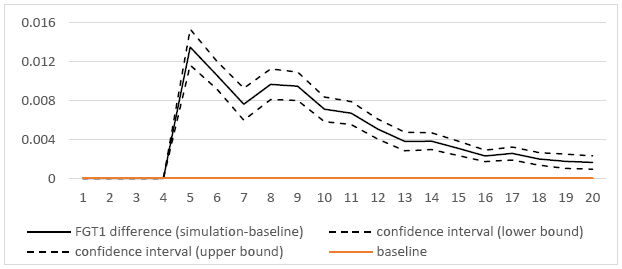 0.016
0.012
0.008
0.004
0
1 2 3 4 5 6 7 8 9 10 11 12 13 14 15 16 17 18 19 20
FGT1 difference (simulation-baseline) confidence interval (lower bound)
confidence interval (upper bound) baseline